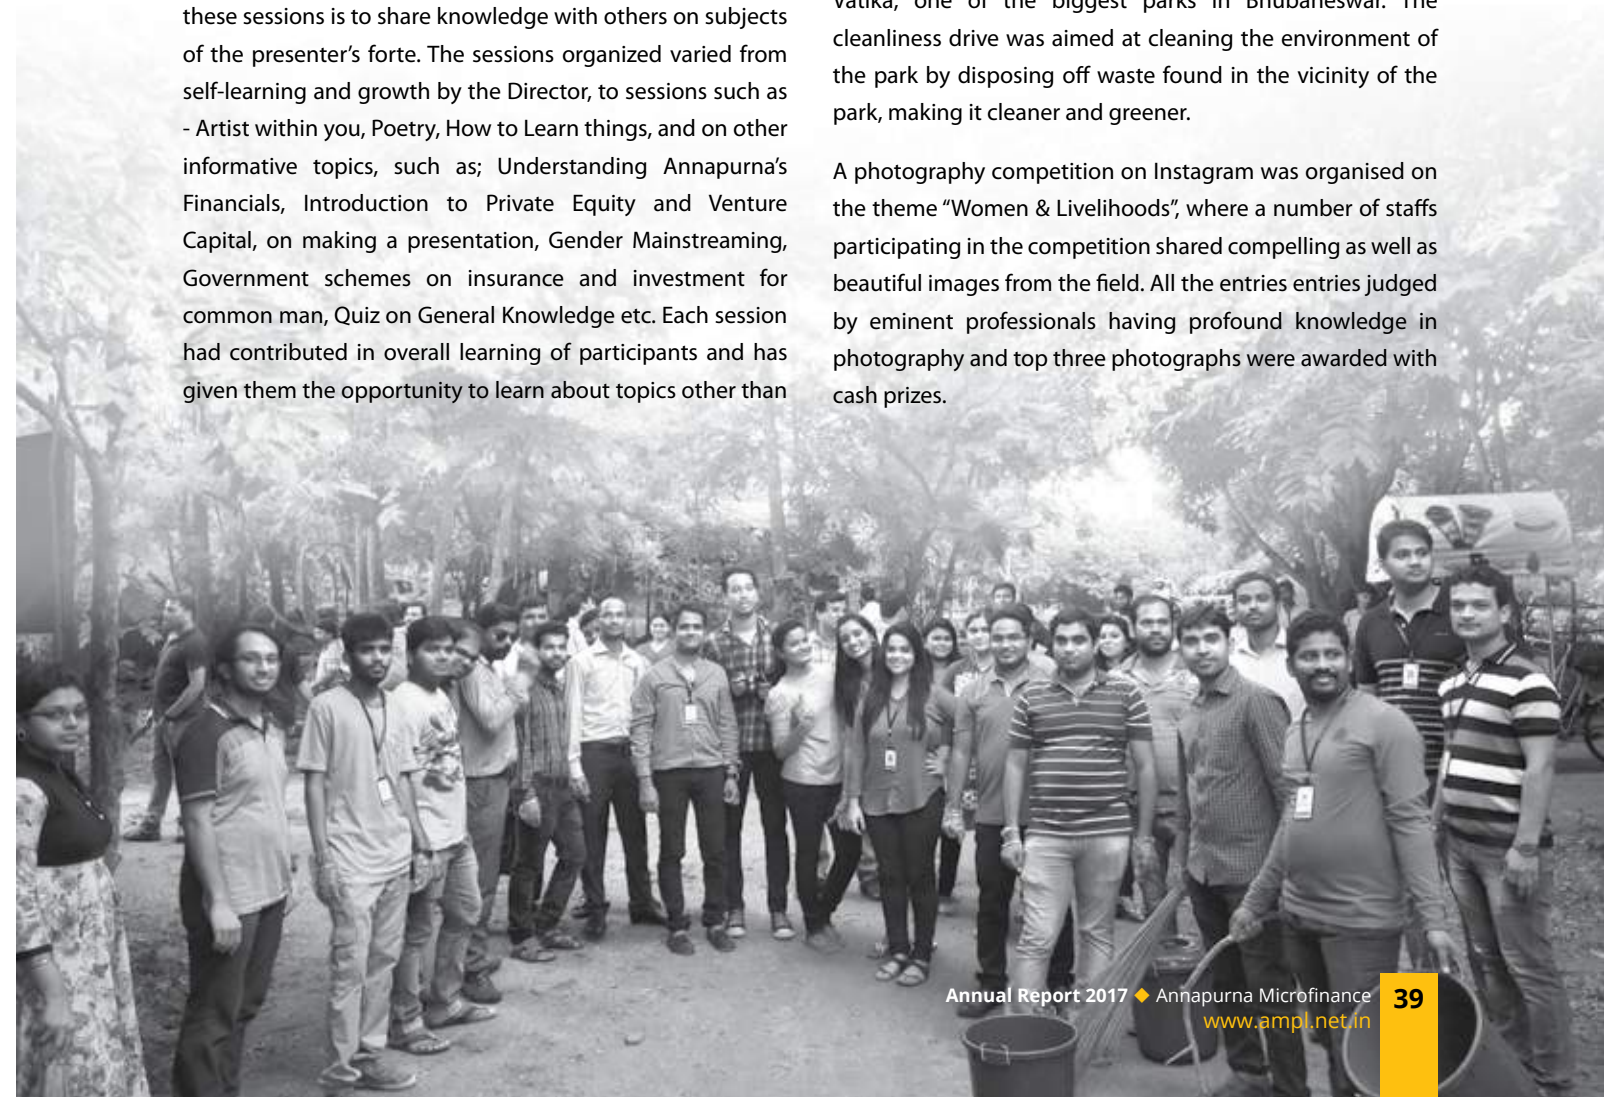 these sessions is to share knowledge with others on subjects
of the presenter's forte. The sessions organized varied from
self-learning and growth by the Director, to sessions such as
- Artist within you, Poetry, How to Learn things, and on other
informative topics, such as; Understanding Annapurna's
Financials, Introduction to Private Equity and Venture
Capital, on making a presentation, Gender Mainstreaming,
Government schemes on insurance and investment for
common man, Quiz on General Knowledge etc. Each session
had contributed in overall learning of participants and has
given them the opportunity to learn about topics other than
Vatika, one of the biggest parks in Bhubaneswar. The
cleanliness drive was aimed at cleaning the environment of
the park by disposing off waste found in the vicinity of the
park, making it cleaner and greener.
A photography competition on Instagram was organised on
the theme “Women & Livelihoods”, where a number of staffs
participating in the competition shared compelling as well as
beautiful images from the field. All the entries entries judged
by eminent professionals having profound knowledge in
photography and top three photographs were awarded with
cash prizes.
Annual Report 2017 ◆ Annapurna Microfinance
www.ampl.net.in
39